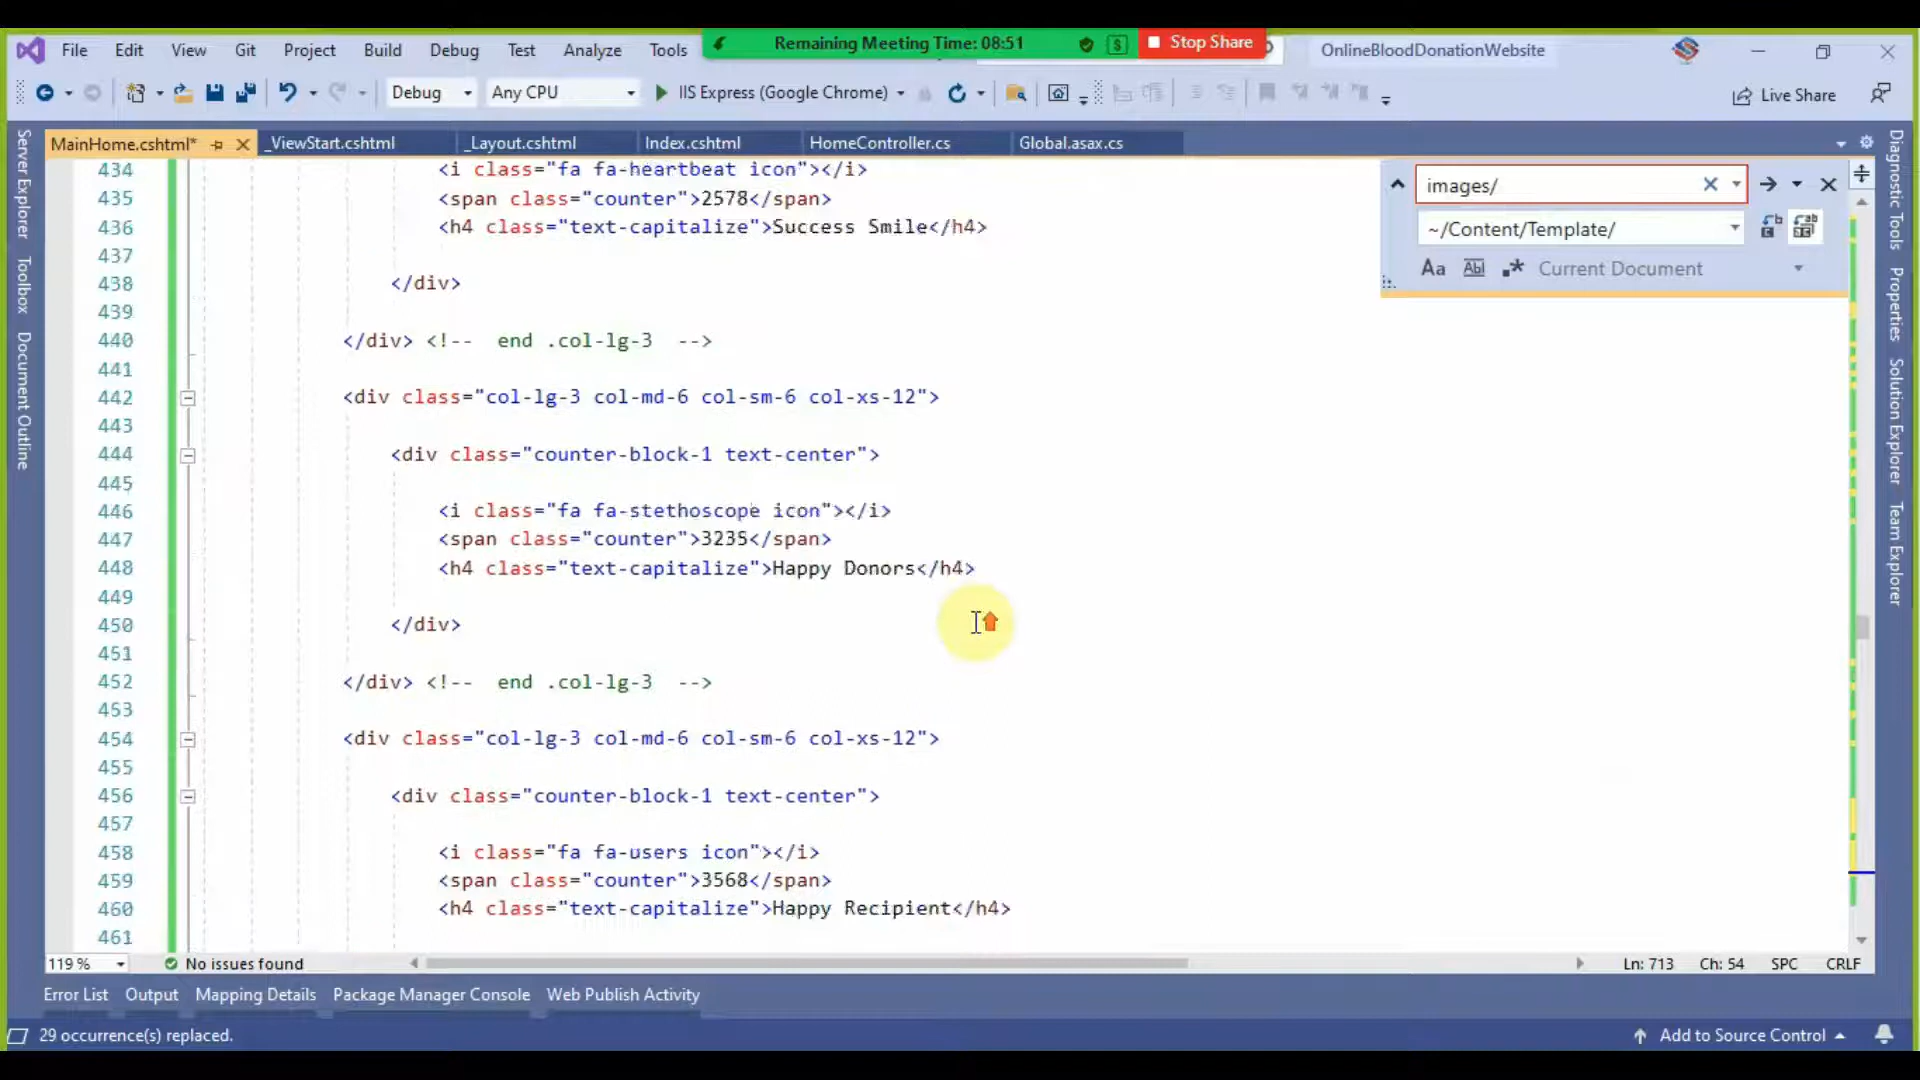 File Edit View Git Project Build Debug Test Analyze Tools Remaining Meeting Time: 08:51 $ Stop Share OnlineBloodDonationWebsite
Debug Any CPU IIS Express (Google Chrome) Live Share
MainHome.cshtml* _ViewStart.cshtml _Layout.cshtml Index.cshtml HomeController.cs Global.asax.cs
Server Explorer
Toolbox
Document Outline
images/
~/Content/Template/
Aa Abl .* Current Document
Diagnostic Tools
Properties
Solution Explorer
Team Explorer
434 <i class="fa fa-heartbeat icon"></i>
435 <span class="counter">2578</span>
436 <h4 class="text-capitalize">Success Smile</h4>
437
438 </div>
439
440 </div> <!--  end .col-lg-3  -->
441
442 <div class="col-lg-3 col-md-6 col-sm-6 col-xs-12">
443
444 <div class="counter-block-1 text-center">
445
446 <i class="fa fa-stethoscope icon"></i>
447 <span class="counter">3235</span>
448 <h4 class="text-capitalize">Happy Donors</h4>
449
450 </div>
451
452 </div> <!--  end .col-lg-3  -->
453
454 <div class="col-lg-3 col-md-6 col-sm-6 col-xs-12">
455
456 <div class="counter-block-1 text-center">
457
458 <i class="fa fa-users icon"></i>
459 <span class="counter">3568</span>
460 <h4 class="text-capitalize">Happy Recipient</h4>
461
119 % No issues found Ln: 713 Ch: 54 SPC CRLF
Error List Output Mapping Details Package Manager Console Web Publish Activity
29 occurrence(s) replaced. Add to Source Control